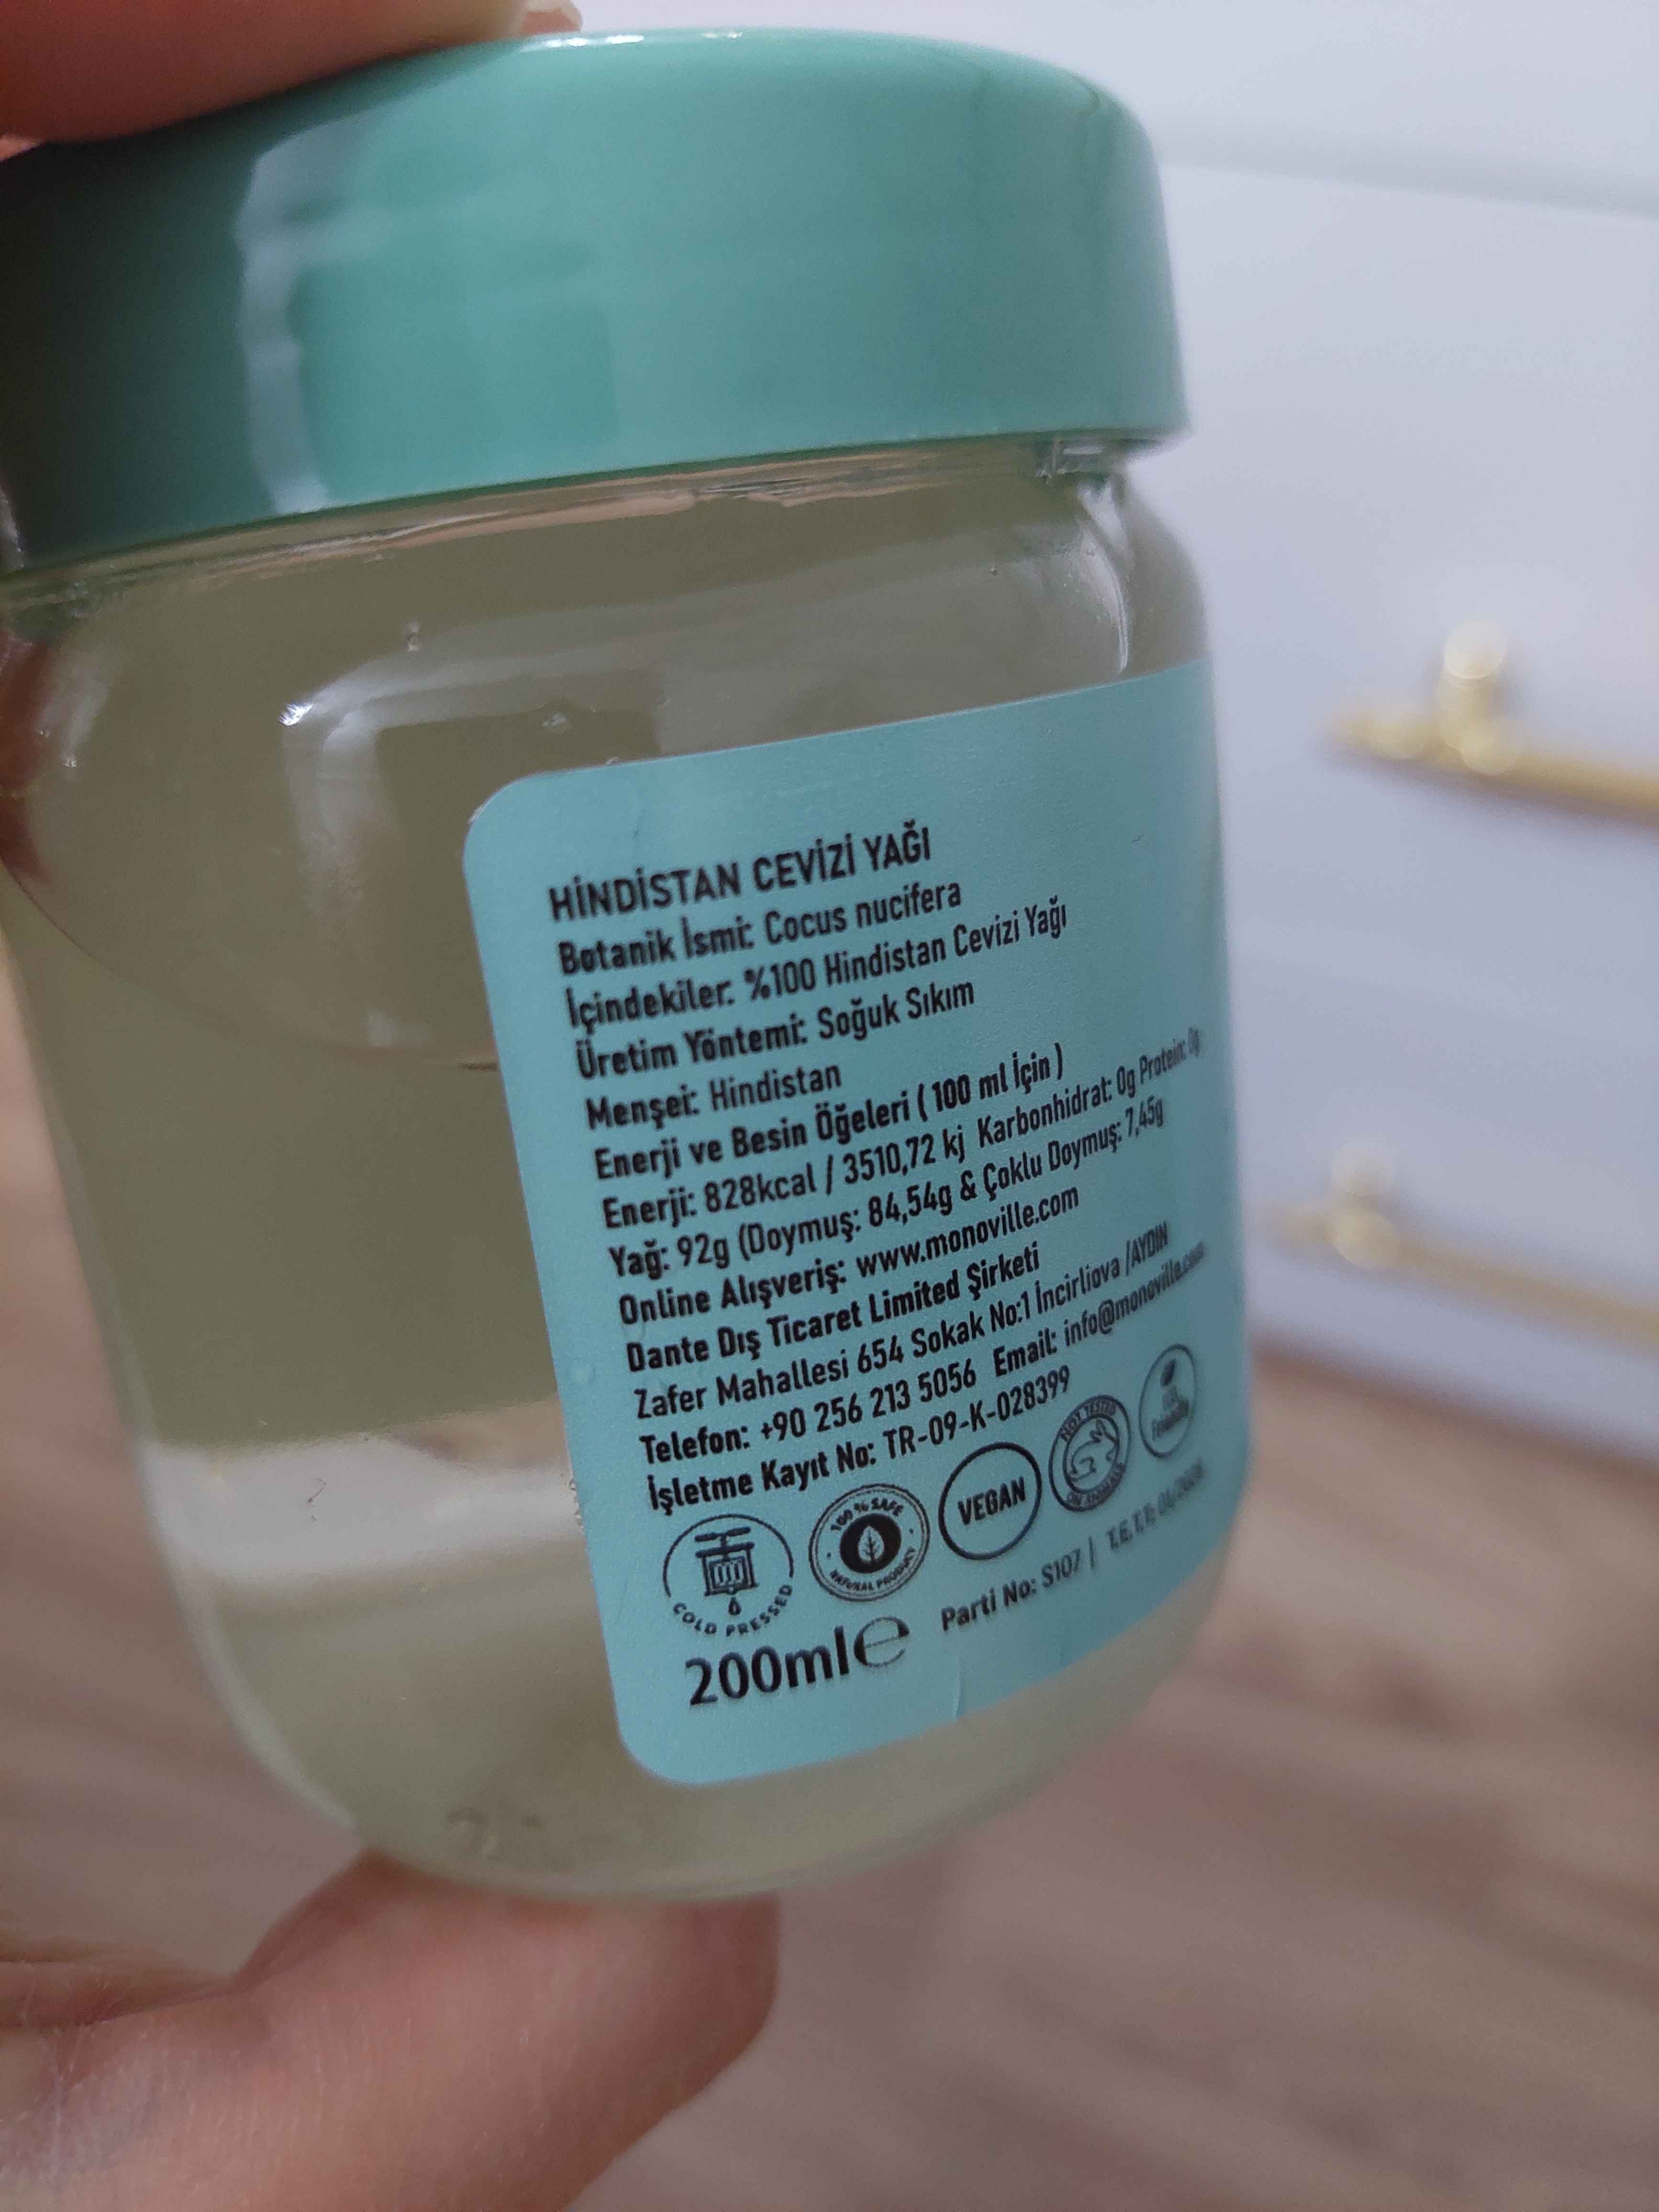 HİNDİSTAN CEVİZİ YAĞI
Botanik İsmi: Cocus nucifera
İçindekiler: %100 Hindistan Cevizi Yağı
Üretim Yöntemi: Soğuk Sıkım
Menşei: Hindistan
Enerji ve Besin Öğeleri ( 100 ml İçin )
Enerji: 828kcal / 3510,72 kj Karbonhidrat: 0g Protein: 0g
Yağ: 92g (Doymuş: 84,54g & Çoklu Doymuş: 7,45g
Online Alışveriş: www.monoville.com
Dante Dış Ticaret Limited Şirketi
Zafer Mahallesi 654 Sokak No:1 İncirliova /AYDIN
Telefon: +90 256 213 5056 Email: info@monoville.com
İşletme Kayıt No: TR-09-K-028399
COLD PRESSED
100 % SAFE
NATURAL PRODUCT
VEGAN
NOT TESTED
ON ANIMALS
200ml℮
Parti No: S107 | T.E.T.T: